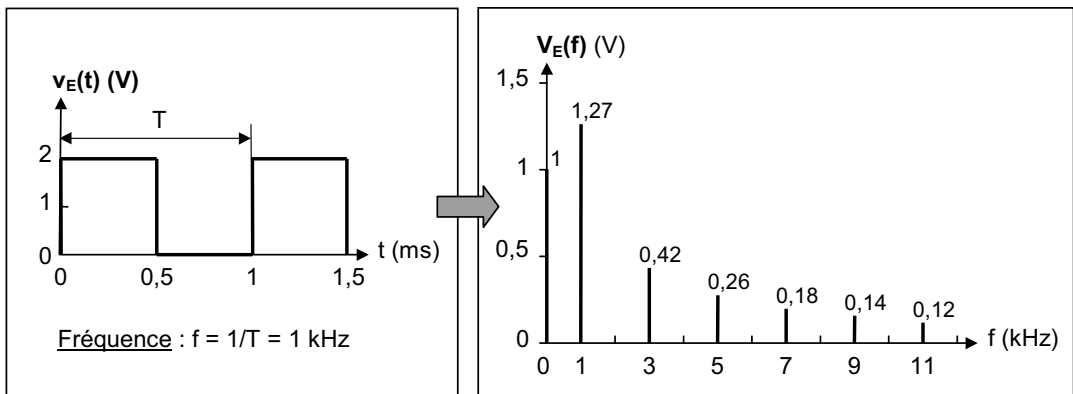 v_E(t) (V)
T
2
1
0
0 0,5 1 1,5
t (ms)
Fréquence : f = 1/T = 1 kHz
V_E(f) (V)
1,5
1,27
1
1
0,5
0,42
0,26
0,18
0,14
0,12
0
0 1 3 5 7 9 11
f (kHz)